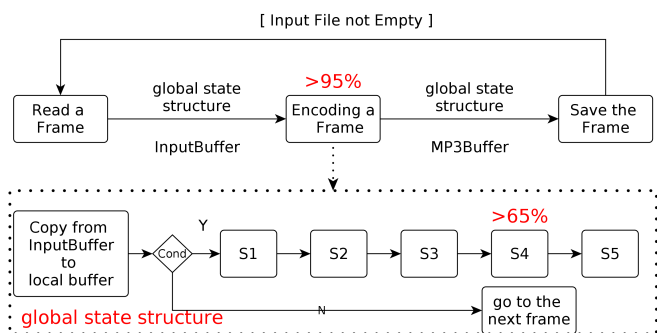 [ Input File not Empty ]
>95%
Read a
Frame
global state
structure
InputBuffer
Encoding a
Frame
global state
structure
MP3Buffer
Save the
Frame
>65%
Copy from
InputBuffer
to
local buffer
Cond
Y
S1
S2
S3
S4
S5
N
go to the
next frame
global state structure